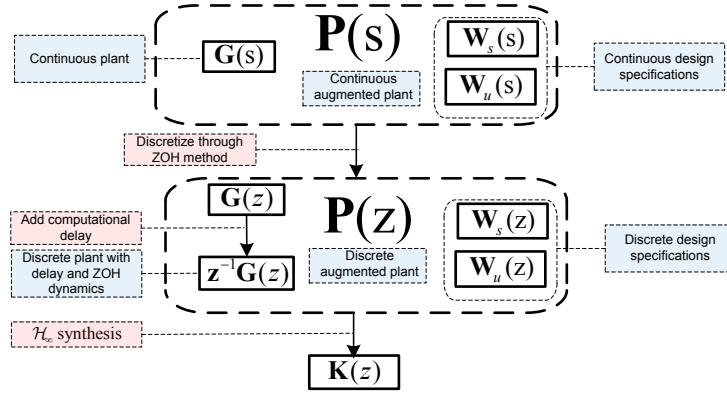 P(s)
Continuous plant
G(s)
W_s(s)
W_u(s)
Continuous
augmented plant
Continuous design
specifications
Discretize through
ZOH method
G(z)
P(z)
W_s(z)
W_u(z)
Add computational
delay
Discrete plant with
delay and ZOH
dynamics
z⁻¹G(z)
Discrete
augmented plant
Discrete design
specifications
ℋ∞ synthesis
K(z)